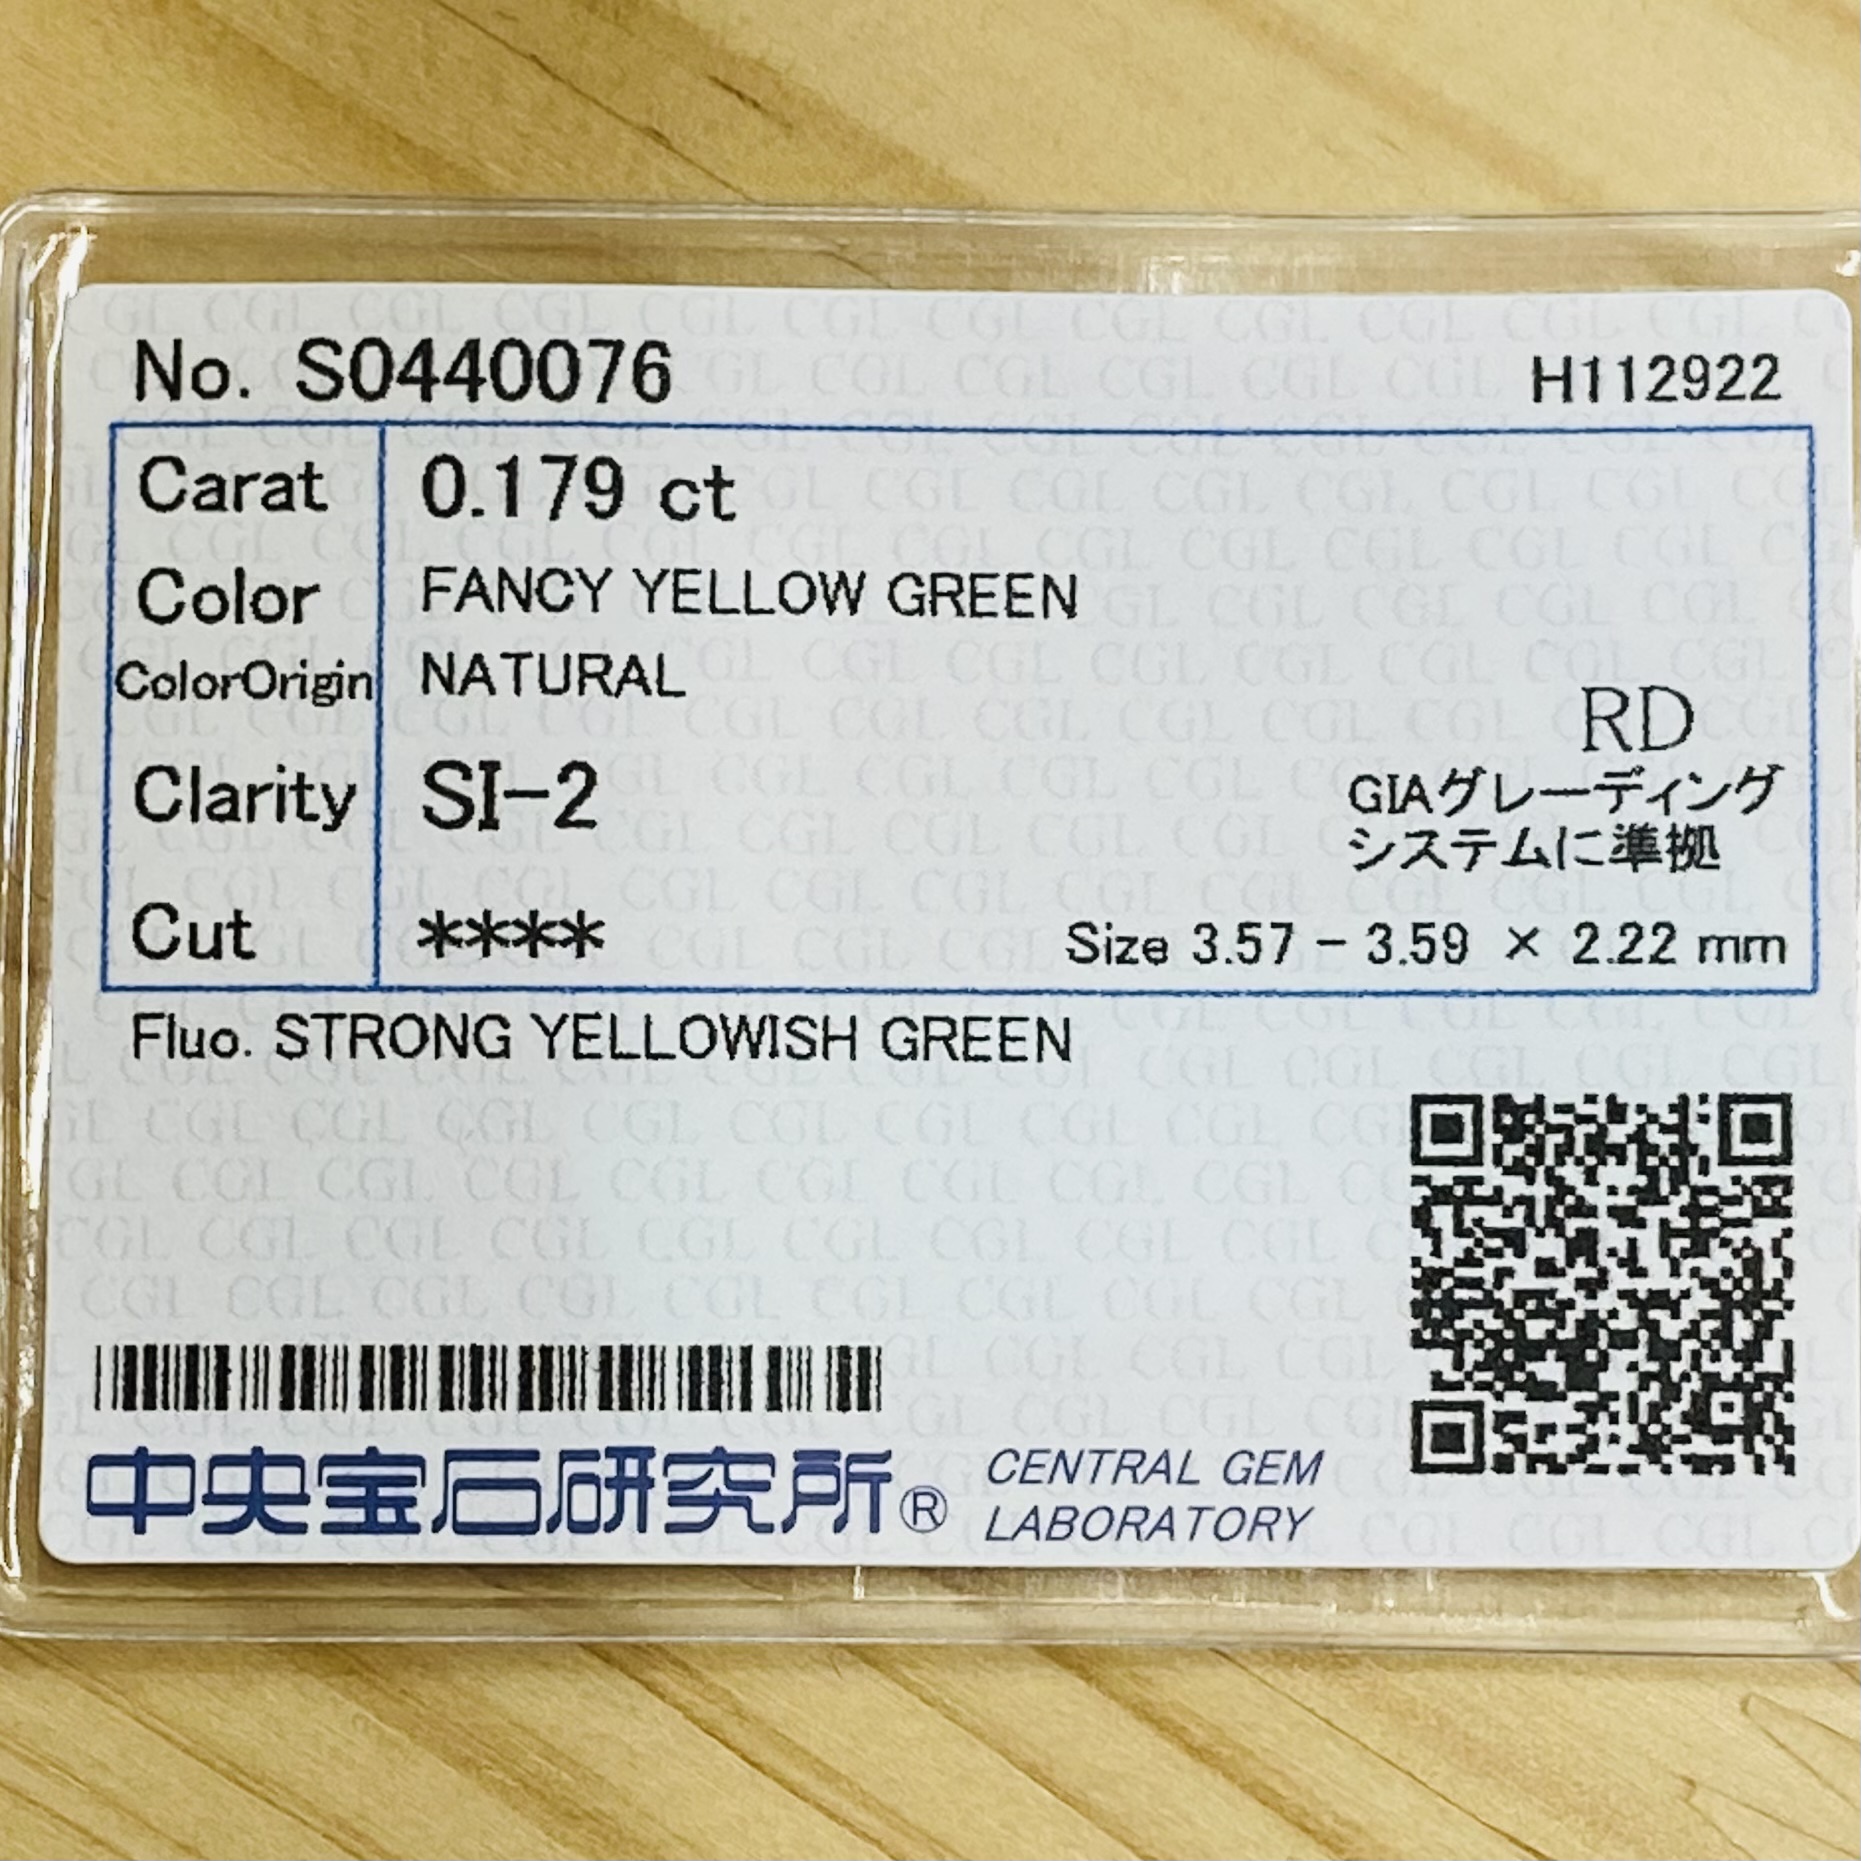 No. S0440076
H112922
Carat 0.179 ct
Color FANCY YELLOW GREEN
ColorOrigin NATURAL
RD
Clarity SI-2
GIAグレーディング
システムに準拠
Cut ****
Size 3.57 - 3.59 × 2.22 mm
Fluo. STRONG YELLOWISH GREEN
中央宝石研究所® CENTRAL GEM
LABORATORY